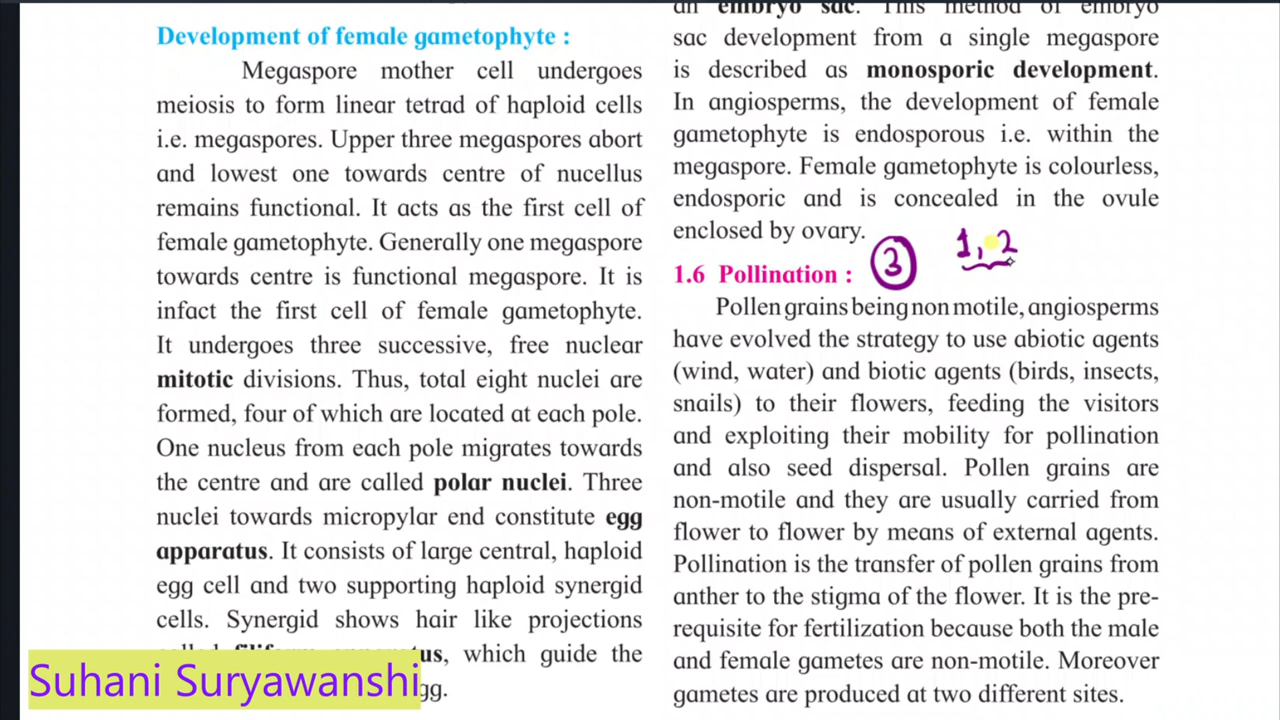 Development of female gametophyte :
Megaspore mother cell undergoes
meiosis to form linear tetrad of haploid cells
i.e. megaspores. Upper three megaspores abort
and lowest one towards centre of nucellus
remains functional. It acts as the first cell of
female gametophyte. Generally one megaspore
towards centre is functional megaspore. It is
infact the first cell of female gametophyte.
It undergoes three successive, free nuclear
mitotic divisions. Thus, total eight nuclei are
formed, four of which are located at each pole.
One nucleus from each pole migrates towards
the centre and are called polar nuclei. Three
nuclei towards micropylar end constitute egg
apparatus. It consists of large central, haploid
egg cell and two supporting haploid synergid
cells. Synergid shows hair like projections
called filiform apparatus, which guide the
gg.
Suhani Suryawanshi
an embryo sac. This method of embryo
sac development from a single megaspore
is described as monosporic development.
In angiosperms, the development of female
gametophyte is endosporous i.e. within the
megaspore. Female gametophyte is colourless,
endosporic and is concealed in the ovule
enclosed by ovary.
1.6 Pollination : 3 1, 2
Pollen grains being non motile, angiosperms
have evolved the strategy to use abiotic agents
(wind, water) and biotic agents (birds, insects,
snails) to their flowers, feeding the visitors
and exploiting their mobility for pollination
and also seed dispersal. Pollen grains are
non-motile and they are usually carried from
flower to flower by means of external agents.
Pollination is the transfer of pollen grains from
anther to the stigma of the flower. It is the pre-
requisite for fertilization because both the male
and female gametes are non-motile. Moreover
gametes are produced at two different sites.